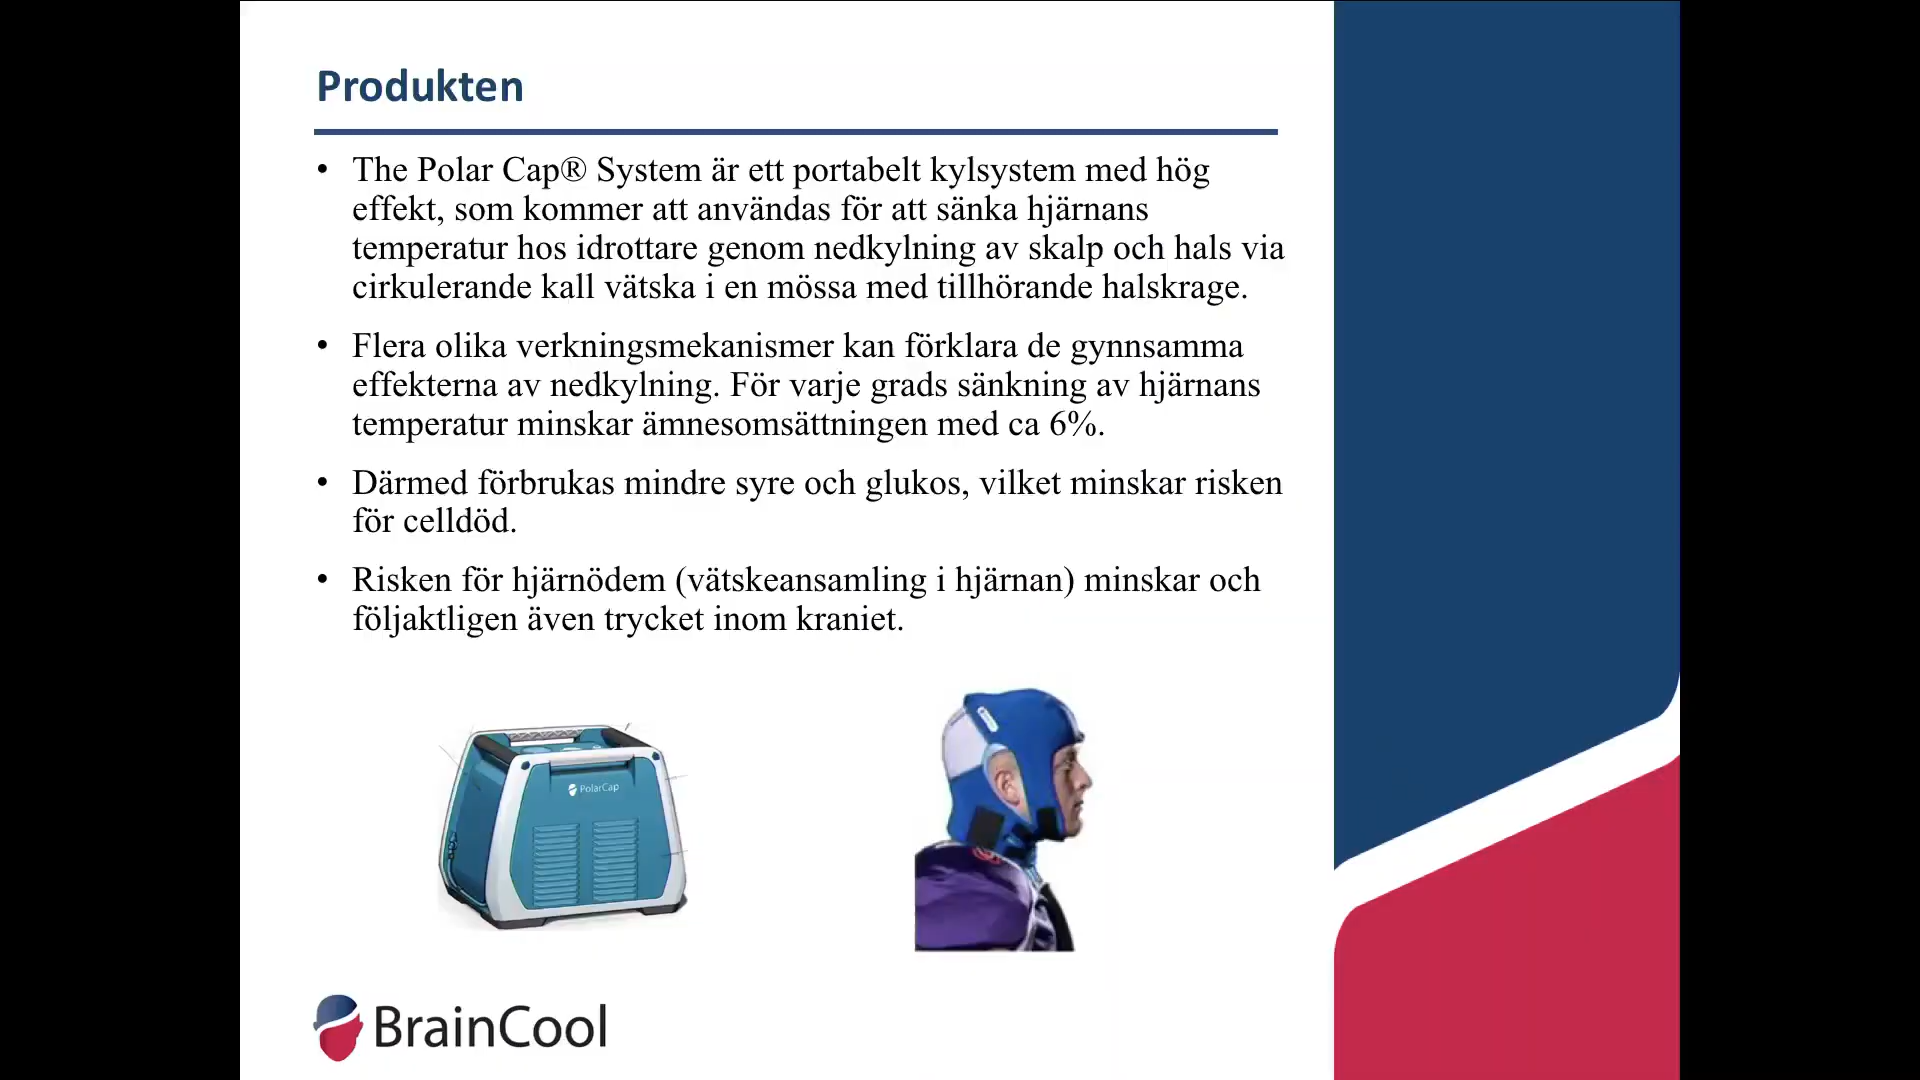 Produkten
• The Polar Cap® System är ett portabelt kylsystem med hög
effekt, som kommer att användas för att sänka hjärnans
temperatur hos idrottare genom nedkylning av skalp och hals via
cirkulerande kall vätska i en mössa med tillhörande halskrage.
• Flera olika verkningsmekanismer kan förklara de gynnsamma
effekterna av nedkylning. För varje grads sänkning av hjärnans
temperatur minskar ämnesomsättningen med ca 6%.
• Därmed förbrukas mindre syre och glukos, vilket minskar risken
för celldöd.
• Risken för hjärnödem (vätskeansamling i hjärnan) minskar och
följaktligen även trycket inom kraniet.
PolarCap
BrainCool